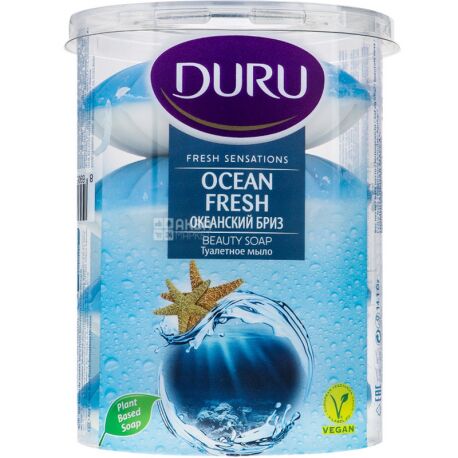 DURU
FRESH SENSATIONS
OCEAN
FRESH
ОКЕАНСКИЙ БРИЗ
BEAUTY SOAP
Туалетное мыло
Plant
Based
Soap
VEGAN